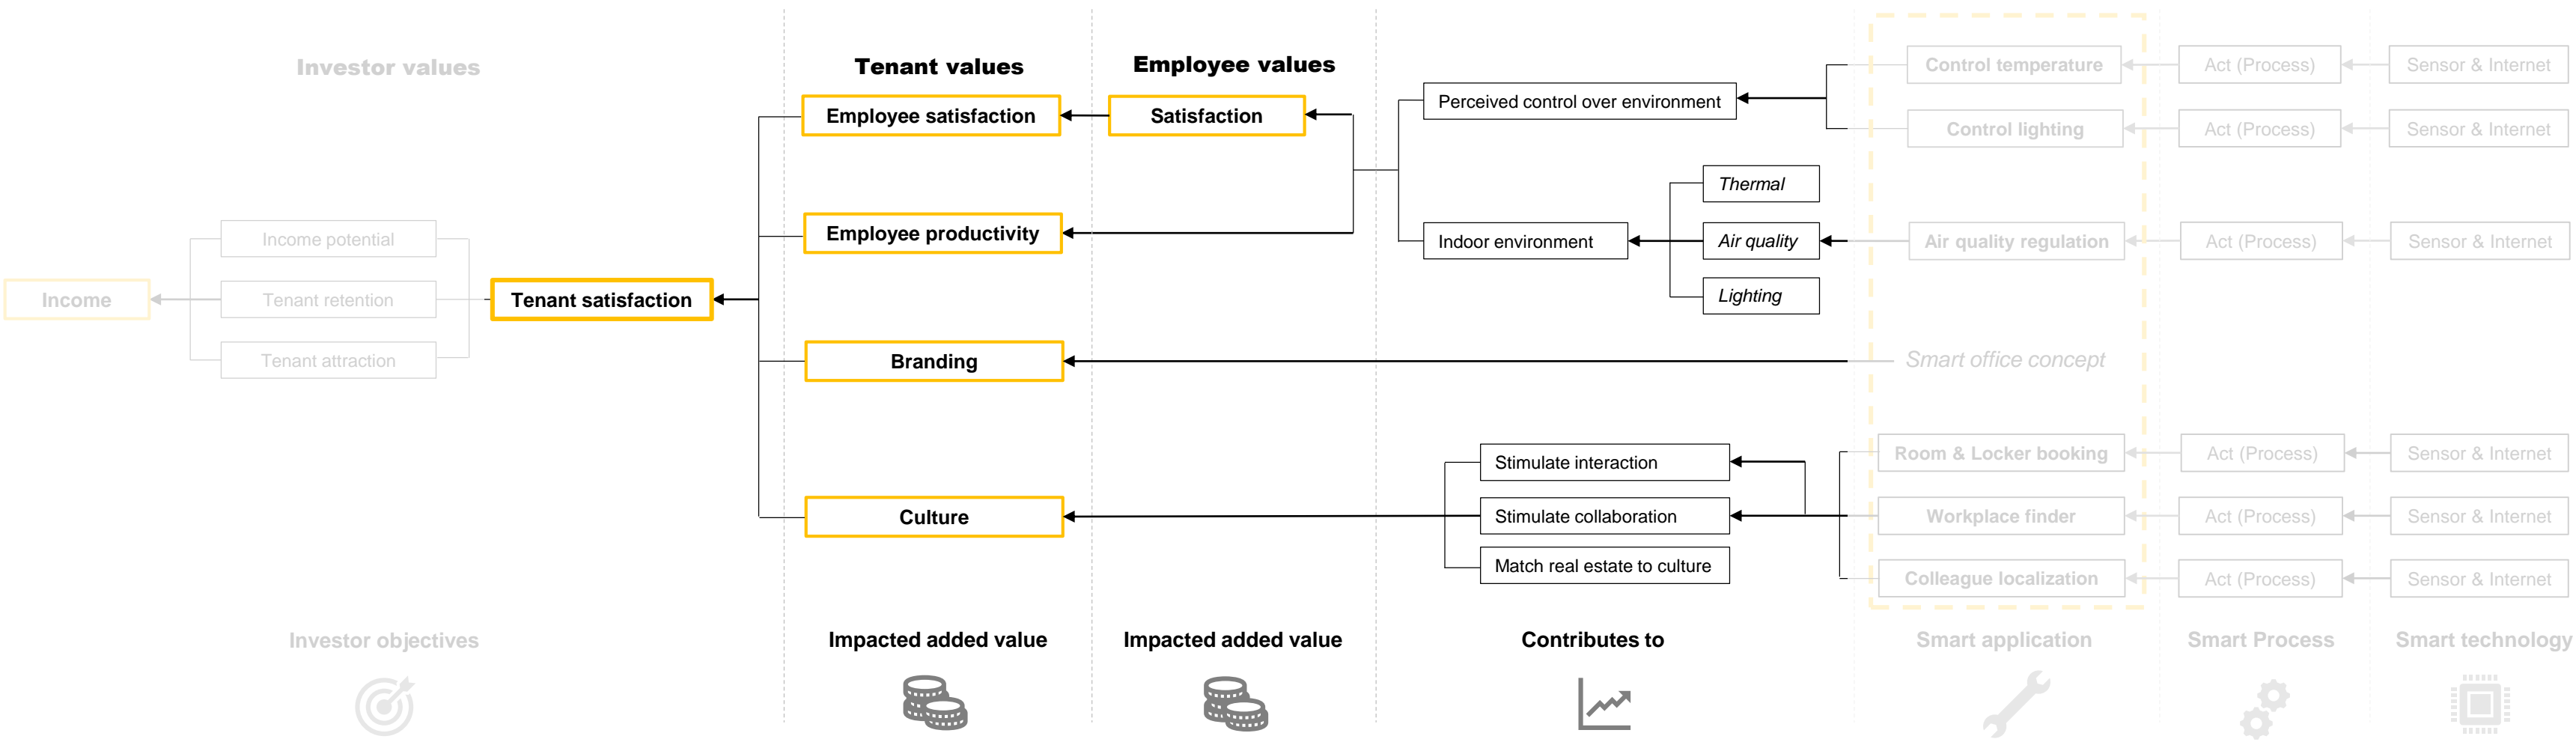 Investor values
Tenant values
Employee values
Income
Income potential
Tenant retention
Tenant attraction
Tenant satisfaction
Employee satisfaction
Employee productivity
Branding
Culture
Satisfaction
Perceived control over environment
Indoor environment
Thermal
Air quality
Lighting
Stimulate interaction
Stimulate collaboration
Match real estate to culture
Control temperature
Act (Process)
Sensor & Internet
Control lighting
Act (Process)
Sensor & Internet
Air quality regulation
Act (Process)
Sensor & Internet
Smart office concept
Room & Locker booking
Act (Process)
Sensor & Internet
Workplace finder
Act (Process)
Sensor & Internet
Colleague localization
Act (Process)
Sensor & Internet
Investor objectives
Impacted added value
Impacted added value
Contributes to
Smart application
Smart Process
Smart technology